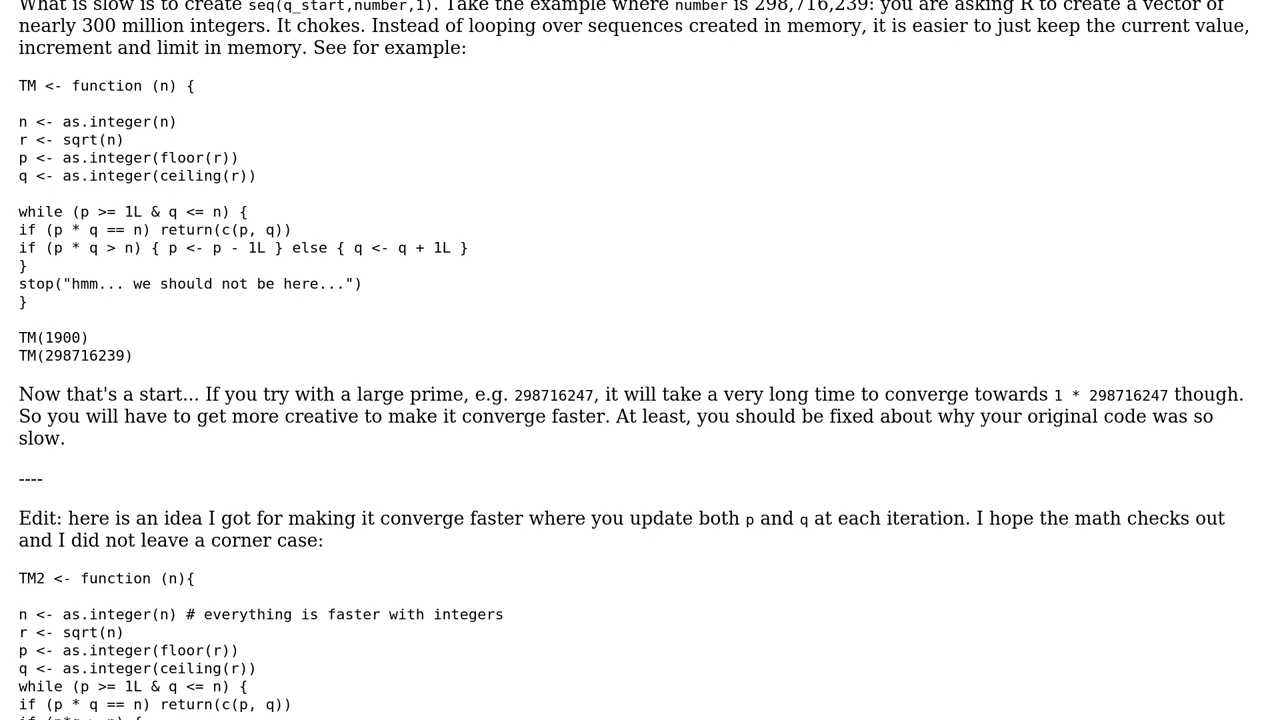 What is slow is to create seq(q_start,number,1). Take the example where number is 298,716,239: you are asking R to create a vector of
nearly 300 million integers. It chokes. Instead of looping over sequences created in memory, it is easier to just keep the current value,
increment and limit in memory. See for example:
TM <- function (n) {
n <- as.integer(n)
r <- sqrt(n)
p <- as.integer(floor(r))
q <- as.integer(ceiling(r))
while (p >= 1L & q <= n) {
if (p * q == n) return(c(p, q))
if (p * q > n) { p <- p - 1L } else { q <- q + 1L }
}
stop("hmm... we should not be here...")
}
TM(1900)
TM(298716239)
Now that's a start... If you try with a large prime, e.g. 298716247, it will take a very long time to converge towards 1 * 298716247 though.
So you will have to get more creative to make it converge faster. At least, you should be fixed about why your original code was so
slow.
----
Edit: here is an idea I got for making it converge faster where you update both p and q at each iteration. I hope the math checks out
and I did not leave a corner case:
TM2 <- function (n){
n <- as.integer(n) # everything is faster with integers
r <- sqrt(n)
p <- as.integer(floor(r))
q <- as.integer(ceiling(r))
while (p >= 1L & q <= n) {
if (p * q == n) return(c(p, q))
if (p*q > n) {